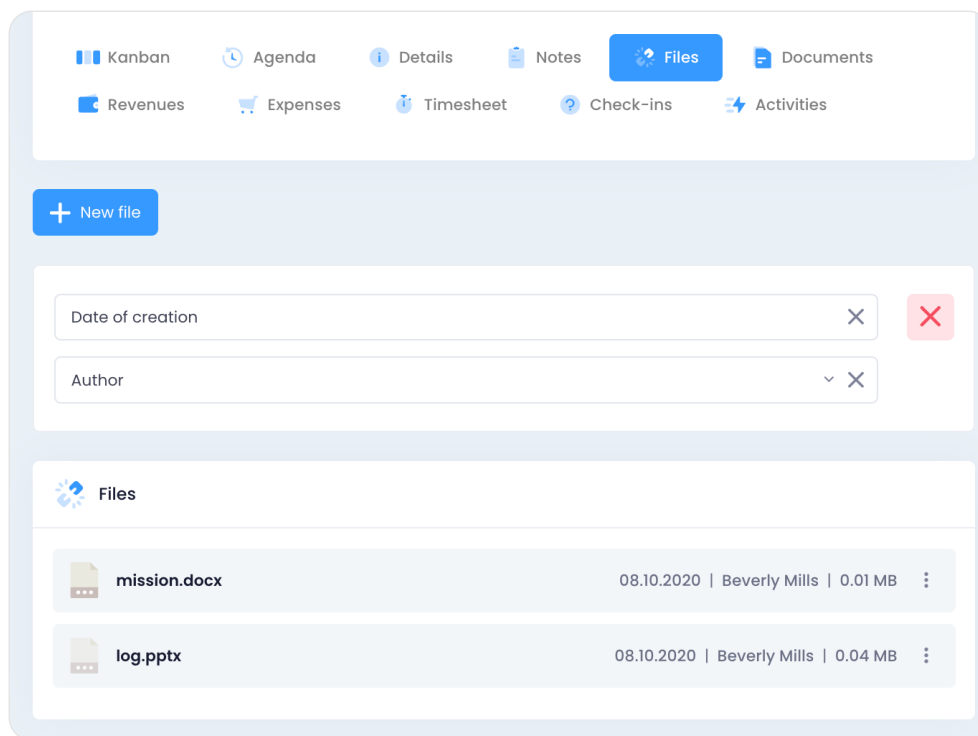 Kanban Agenda Details Notes Files Documents
Revenues Expenses Timesheet Check-ins Activities
New file
Date of creation
Author
Files
mission.docx 08.10.2020 | Beverly Mills | 0.01 MB
log.pptx 08.10.2020 | Beverly Mills | 0.04 MB